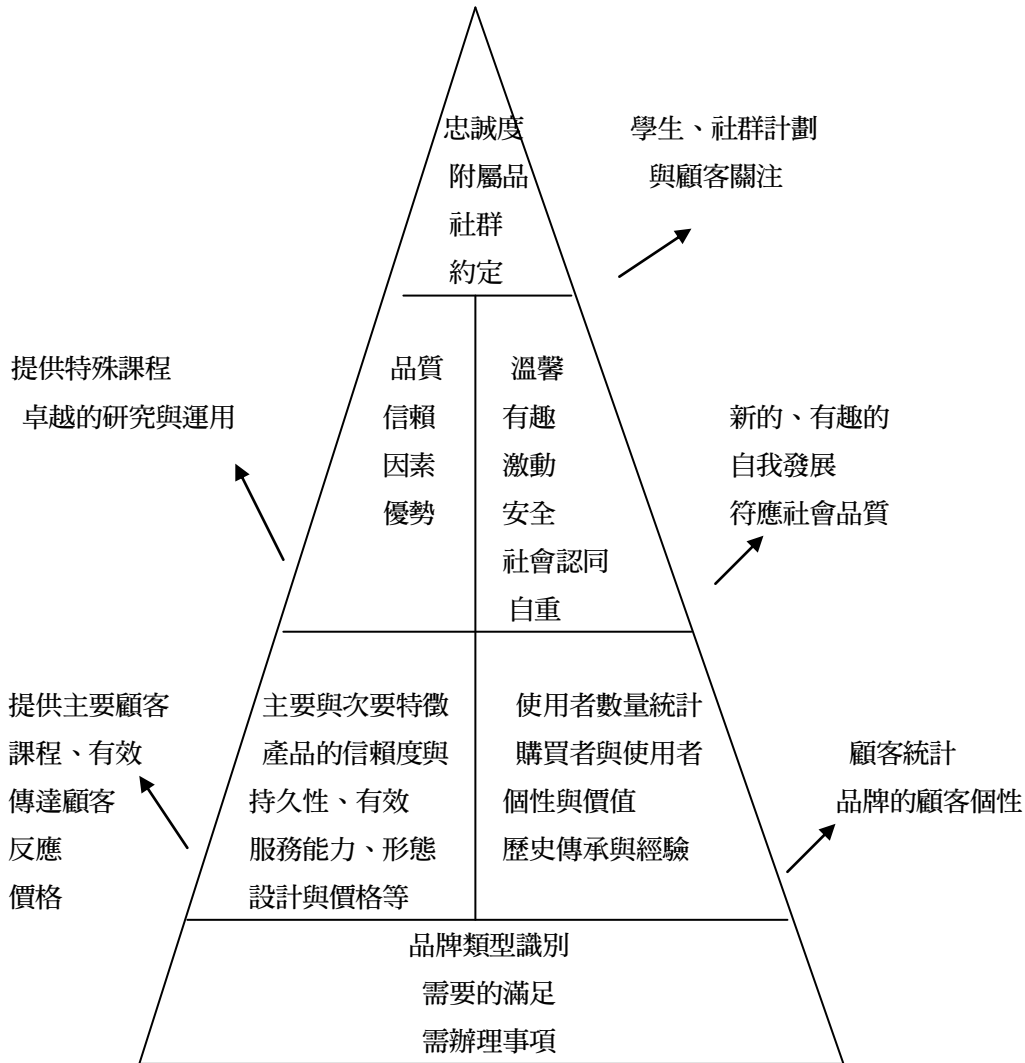 忠誠度
附屬品
社群
約定
學生、社群計劃
與顧客關注
提供特殊課程
卓越的研究與運用
品質
信賴
因素
優勢
溫馨
有趣
激動
安全
社會認同
自重
新的、有趣的
自我發展
符應社會品質
提供主要顧客
課程、有效
傳達顧客
反應
價格
主要與次要特徵
產品的信賴度與
持久性、有效
服務能力、形態
設計與價格等
使用者數量統計
購買者與使用者
個性與價值
歷史傳承與經驗
顧客統計
品牌的顧客個性
品牌類型識別
需要的滿足
需辦理事項